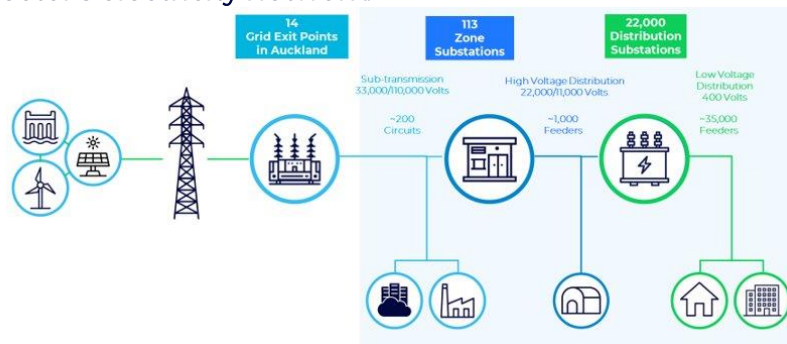 14
Grid Exit Points
in Auckland
113
Zone
Substations
22,000
Distribution
Substations
Sub-transmission
33,000/110,000 Volts
~200
Circuits
High Voltage Distribution
22,000/11,000 Volts
~1,000
Feeders
Low Voltage
Distribution
400 Volts
~35,000
Feeders